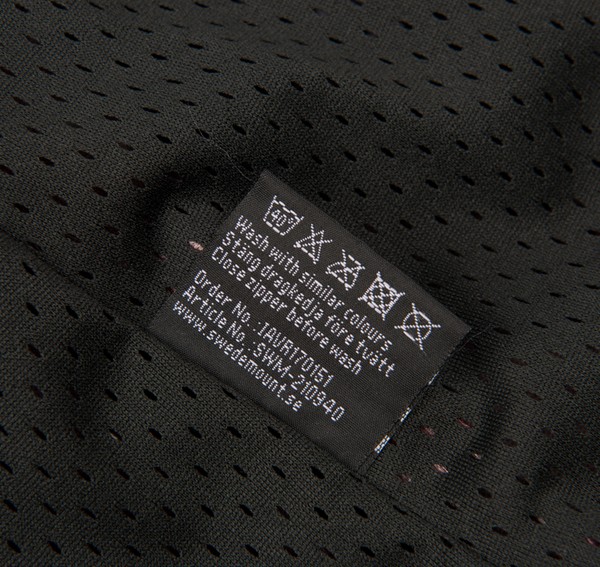 40°
Wash with similar colours
Stäng dragkedja före tvätt
Close zipper before wash
Order No.: 1AVR170151
Article No.: SWM-210940
www.swedemount.se